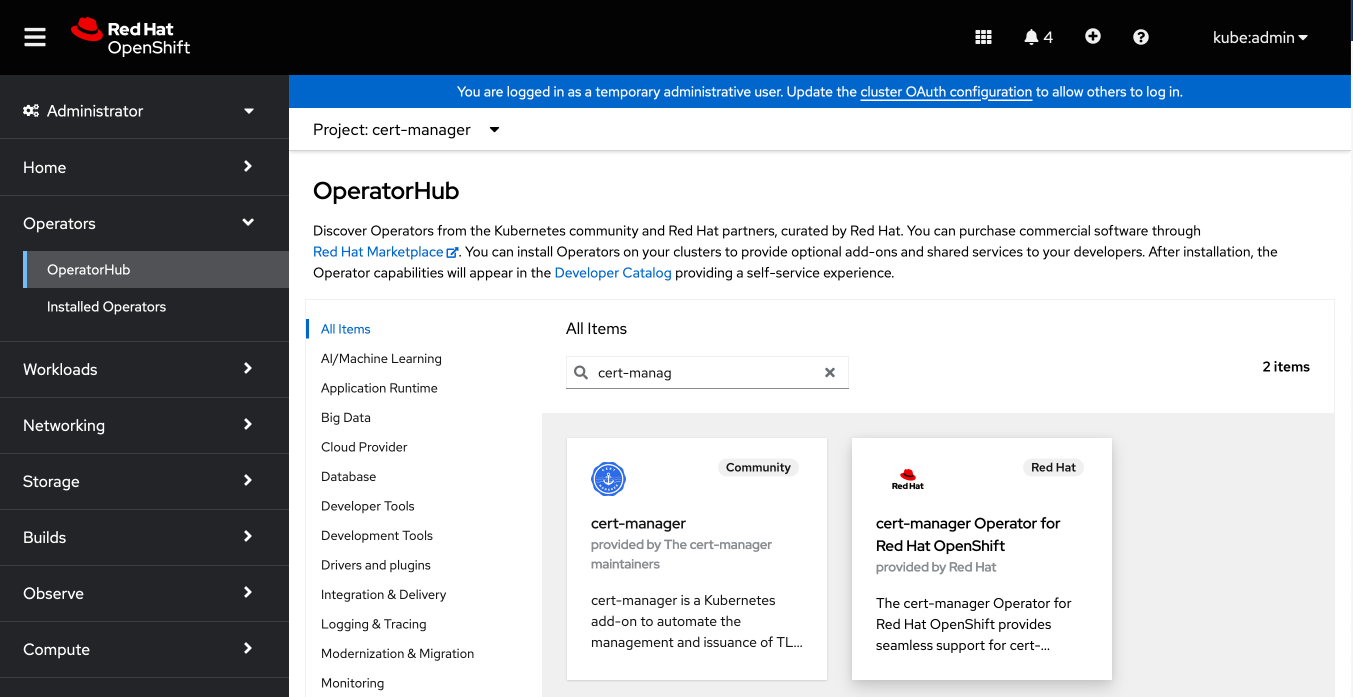 Red Hat
OpenShift
4
kube:admin
Administrator
Home
Operators
OperatorHub
Installed Operators
Workloads
Networking
Storage
Builds
Observe
Compute
You are logged in as a temporary administrative user. Update the cluster OAuth configuration to allow others to log in.
Project: cert-manager
OperatorHub
Discover Operators from the Kubernetes community and Red Hat partners, curated by Red Hat. You can purchase commercial software through
Red Hat Marketplace. You can install Operators on your clusters to provide optional add-ons and shared services to your developers. After installation, the
Operator capabilities will appear in the Developer Catalog providing a self-service experience.
All Items
AI/Machine Learning
Application Runtime
Big Data
Cloud Provider
Database
Developer Tools
Development Tools
Drivers and plugins
Integration & Delivery
Logging & Tracing
Modernization & Migration
Monitoring
All Items
cert-manag
2 items
Community
cert-manager
provided by The cert-manager
maintainers
cert-manager is a Kubernetes
add-on to automate the
management and issuance of TL...
Red Hat
Red Hat
cert-manager Operator for
Red Hat OpenShift
provided by Red Hat
The cert-manager Operator for
Red Hat OpenShift provides
seamless support for cert-...